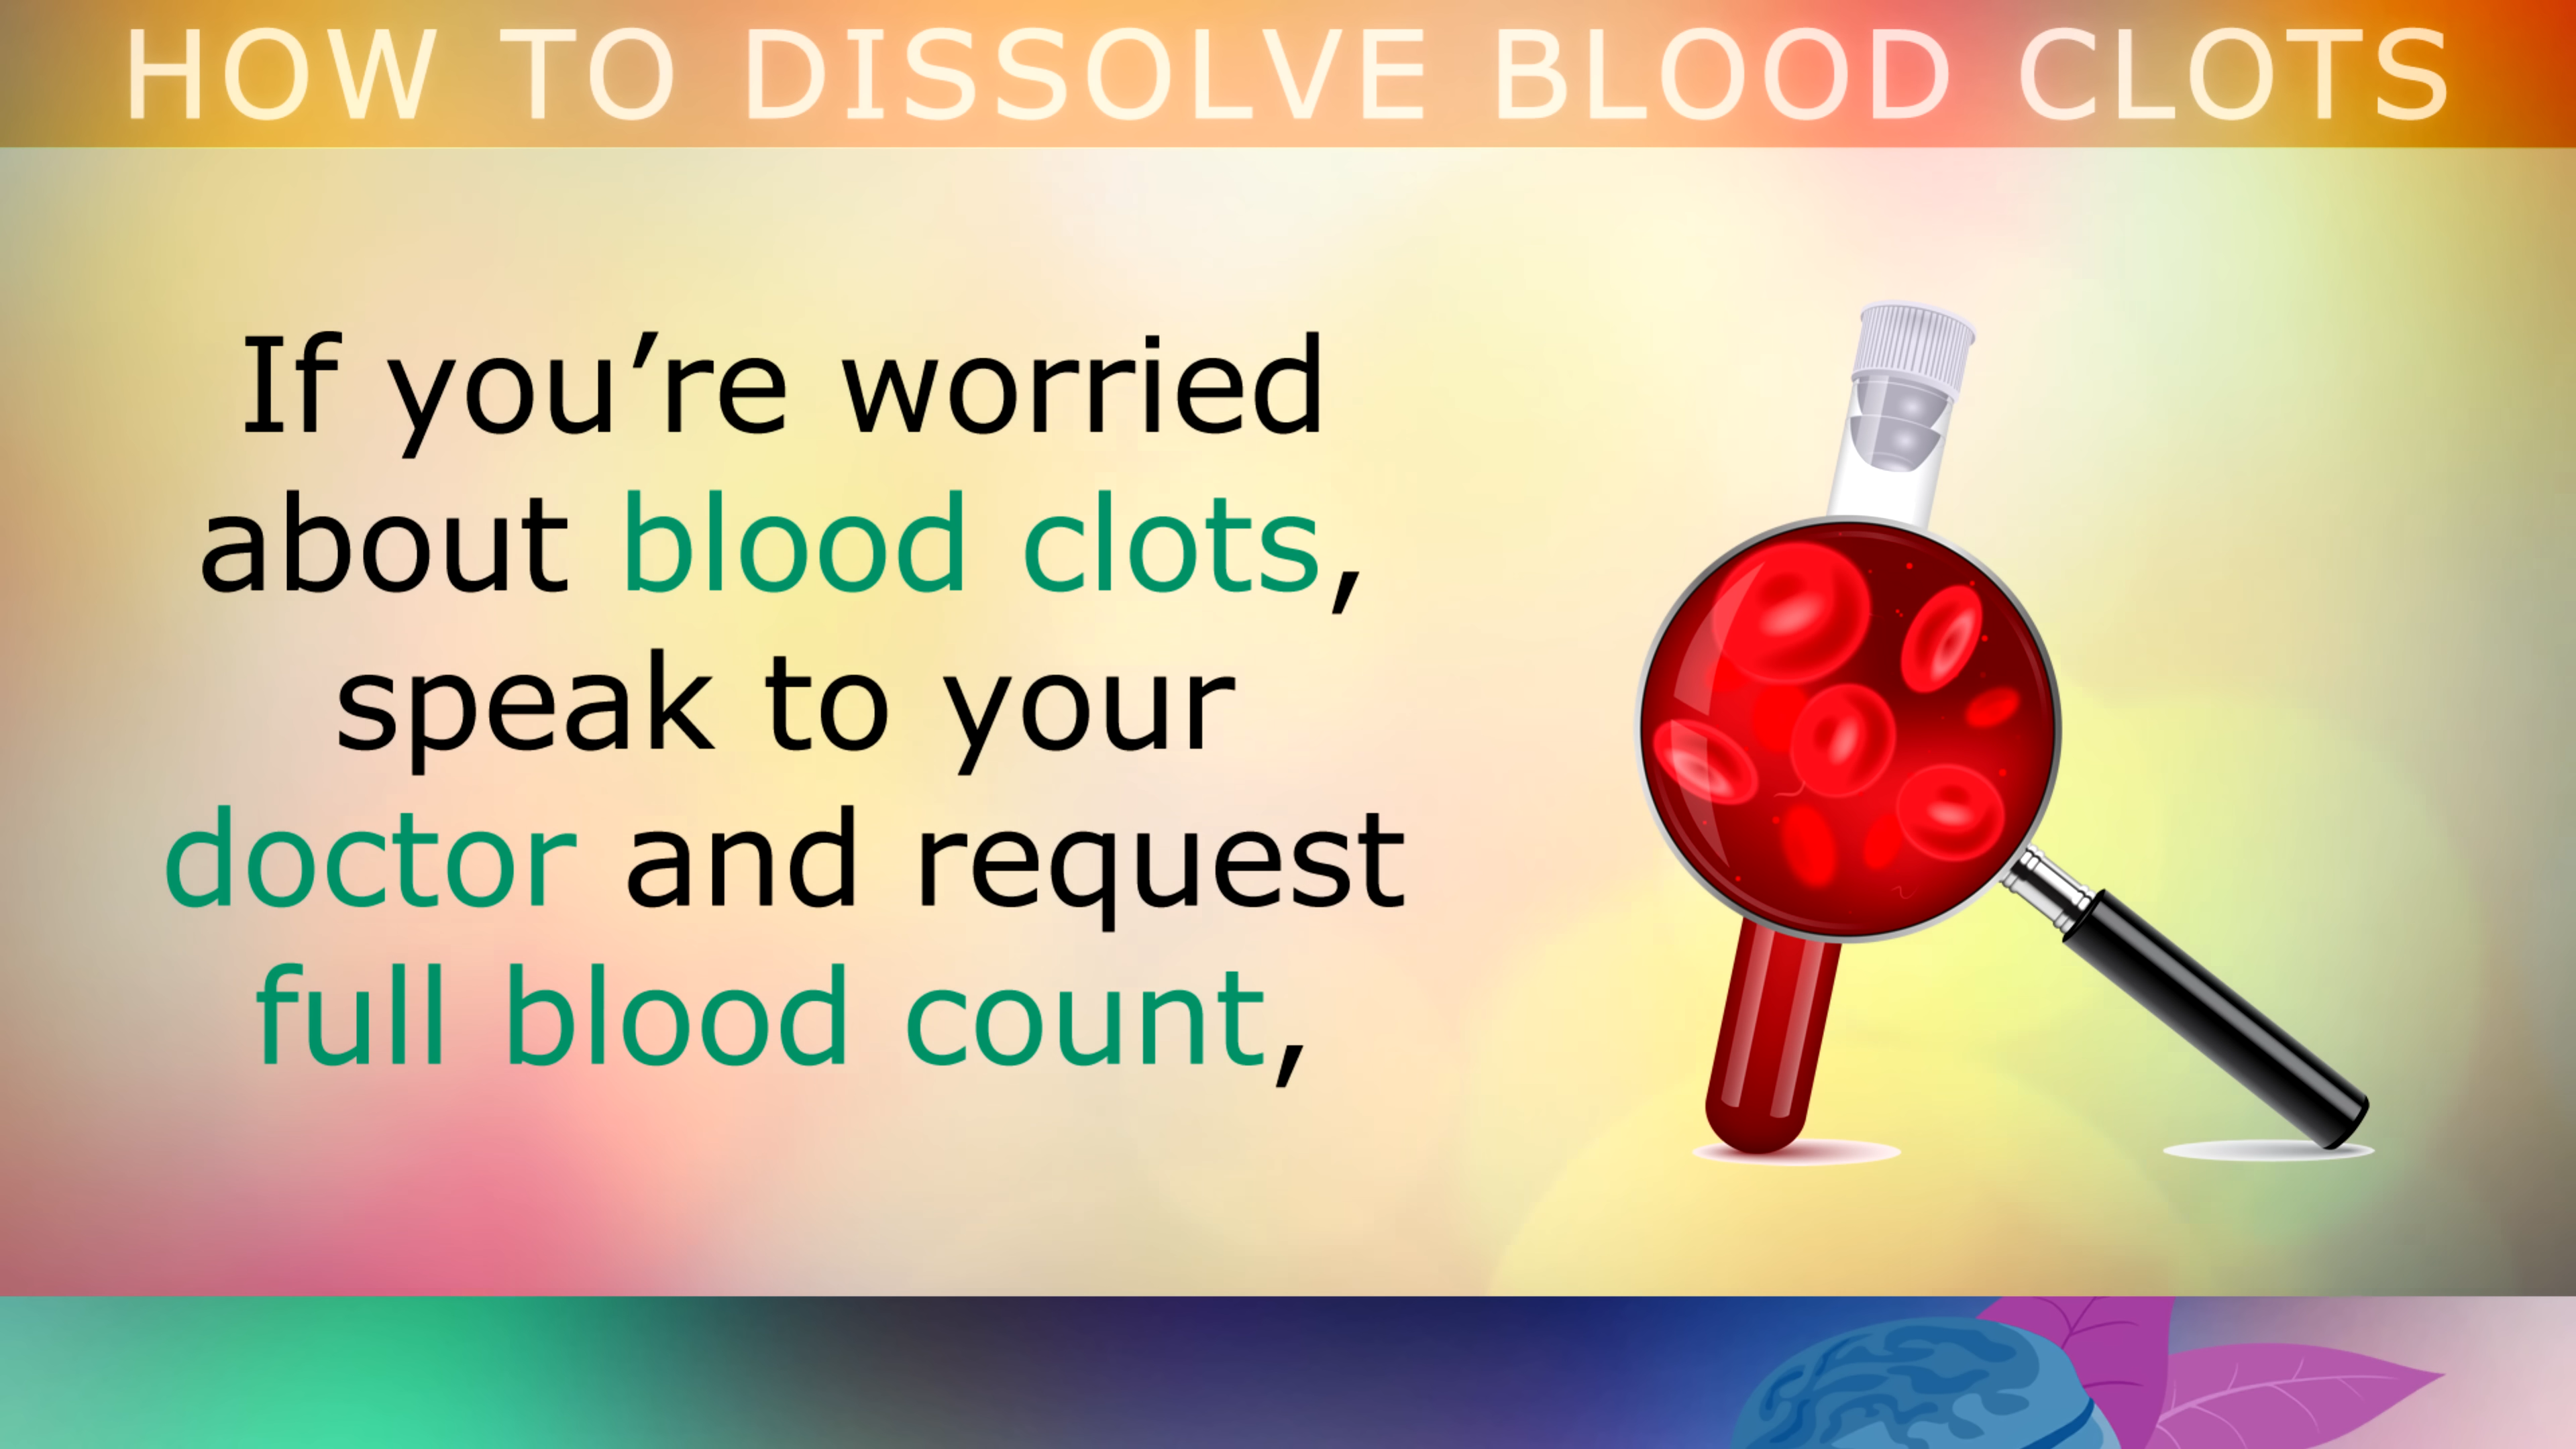 HOW TO DISSOLVE BLOOD CLOTS
If you’re worried
about blood clots,
speak to your
doctor and request
full blood count,